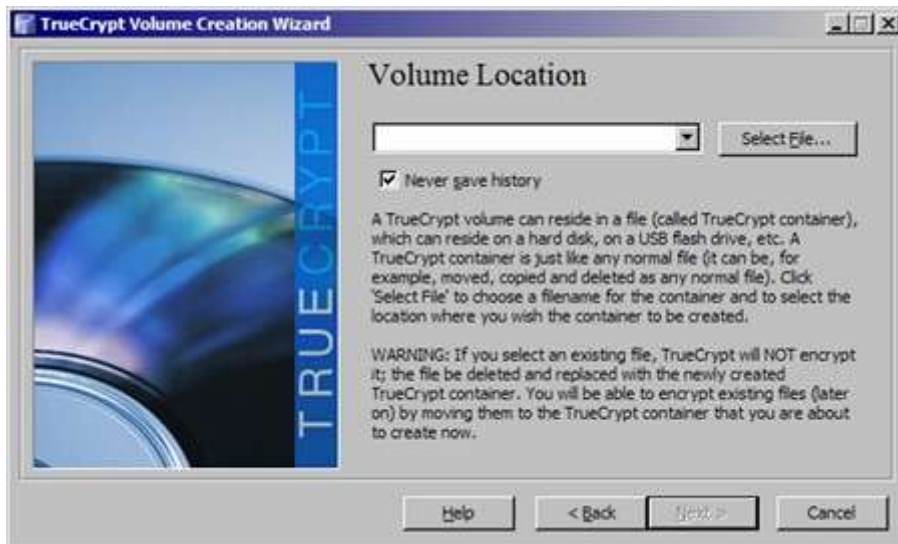 TrueCrypt Volume Creation Wizard
TRUECRYPT
Volume Location
Select File...
Never save history
A TrueCrypt volume can reside in a file (called TrueCrypt container),
which can reside on a hard disk, on a USB flash drive, etc. A
TrueCrypt container is just like any normal file (it can be, for
example, moved, copied and deleted as any normal file). Click
'Select File' to choose a filename for the container and to select the
location where you wish the container to be created.
WARNING: If you select an existing file, TrueCrypt will NOT encrypt
it; the file be deleted and replaced with the newly created
TrueCrypt container. You will be able to encrypt existing files (later
on) by moving them to the TrueCrypt container that you are about
to create now.
Help
< Back
Next >
Cancel